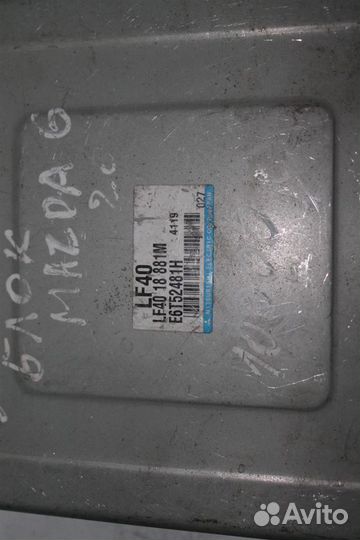 БЛОК
MAZDA 6
2.0
LF40
LF40 18 881M
E6T52481H
4119
027
Avito